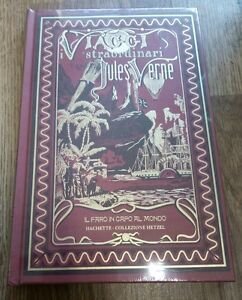 I VIAGGI
straordinari
Jules Verne
IL FARO IN CAPO AL MONDO
HACHETTE - COLLEZIONE HETZEL